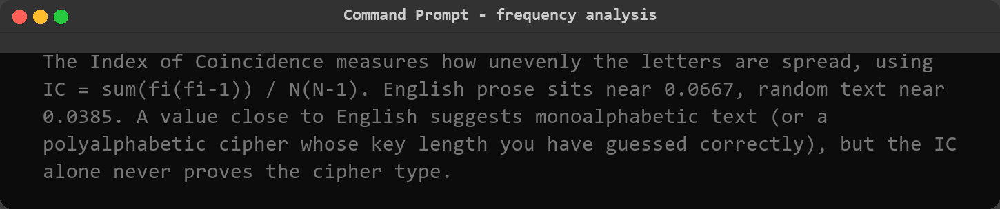 Command Prompt - frequency analysis
The Index of Coincidence measures how unevenly the letters are spread, using
IC = sum(fi(fi-1)) / N(N-1). English prose sits near 0.0667, random text near
0.0385. A value close to English suggests monoalphabetic text (or a
polyalphabetic cipher whose key length you have guessed correctly), but the IC
alone never proves the cipher type.